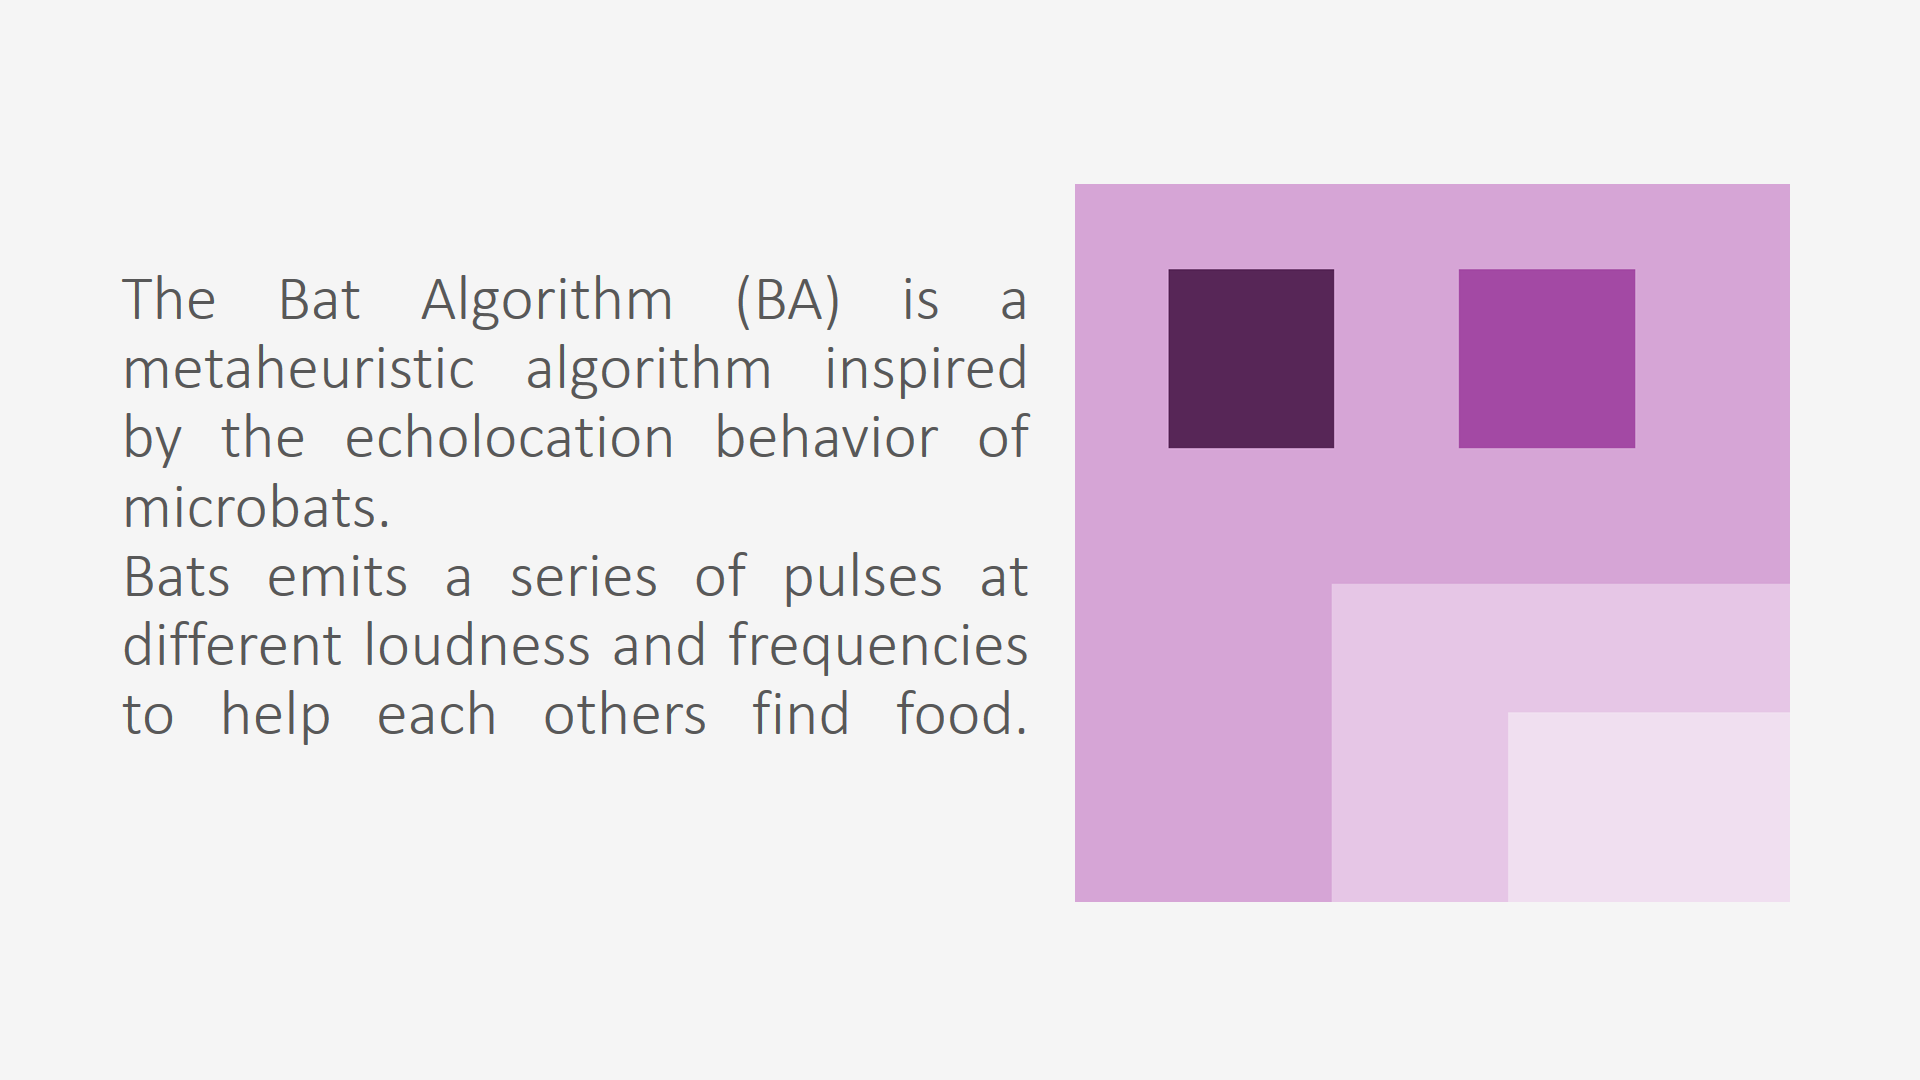 The Bat Algorithm (BA) is a
metaheuristic algorithm inspired
by the echolocation behavior of
microbats.
Bats emits a series of pulses at
different loudness and frequencies
to help each others find food.